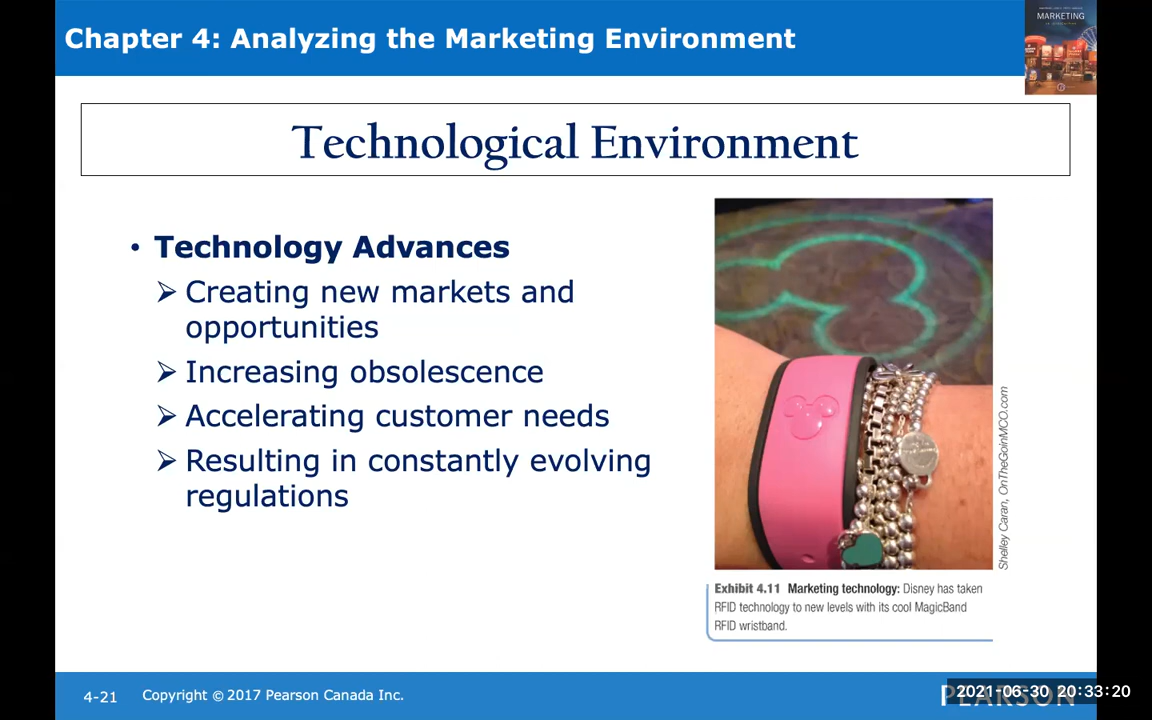 Chapter 4: Analyzing the Marketing Environment
MARKETING
Technological Environment
• Technology Advances
➢ Creating new markets and
opportunities
➢ Increasing obsolescence
➢ Accelerating customer needs
➢ Resulting in constantly evolving
regulations
Shelley Caran, OnTheGoinMCO.com
Exhibit 4.11 Marketing technology: Disney has taken
RFID technology to new levels with its cool MagicBand
RFID wristband.
4-21 Copyright © 2017 Pearson Canada Inc.
PEARSON
2021-06-30 20:33:20